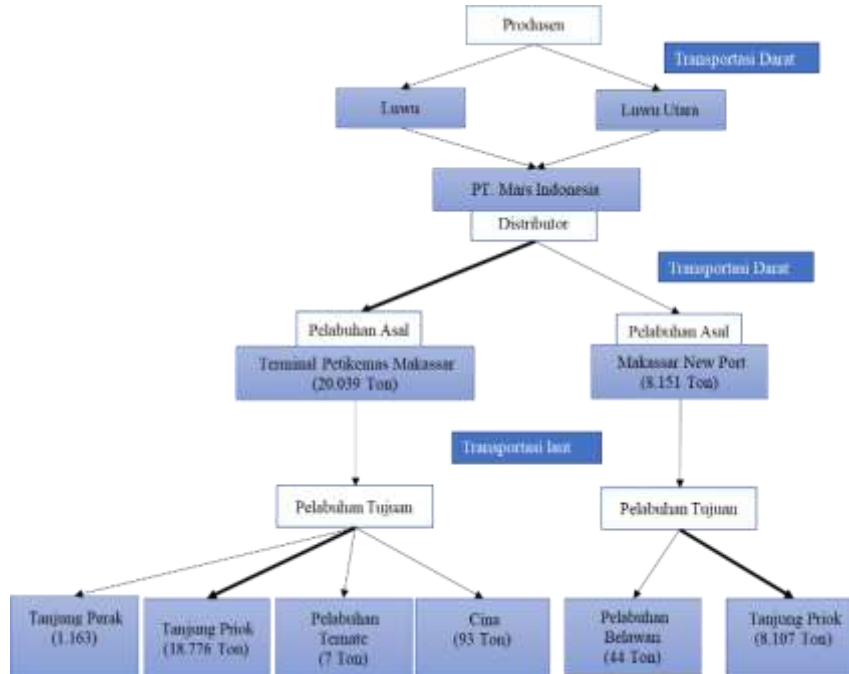 Produsen
Transportasi Darat
Luwu
Luwu Utara
PT. Mars Indonesia
Distributor
Transportasi Darat
Pelabuhan Asal
Pelabuhan Asal
Terminal Petikemas Makassar
(20.039 Ton)
Makassar New Port
(8.151 Ton)
Transportasi laut
Pelabuhan Tujuan
Pelabuhan Tujuan
Tanjung Perak
(1.163)
Tanjung Priok
(18.776 Ton)
Pelabuhan
Ternate
(7 Ton)
Cina
(93 Ton)
Pelabuhan
Belawan
(44 Ton)
Tanjung Priok
(8.107 Ton)